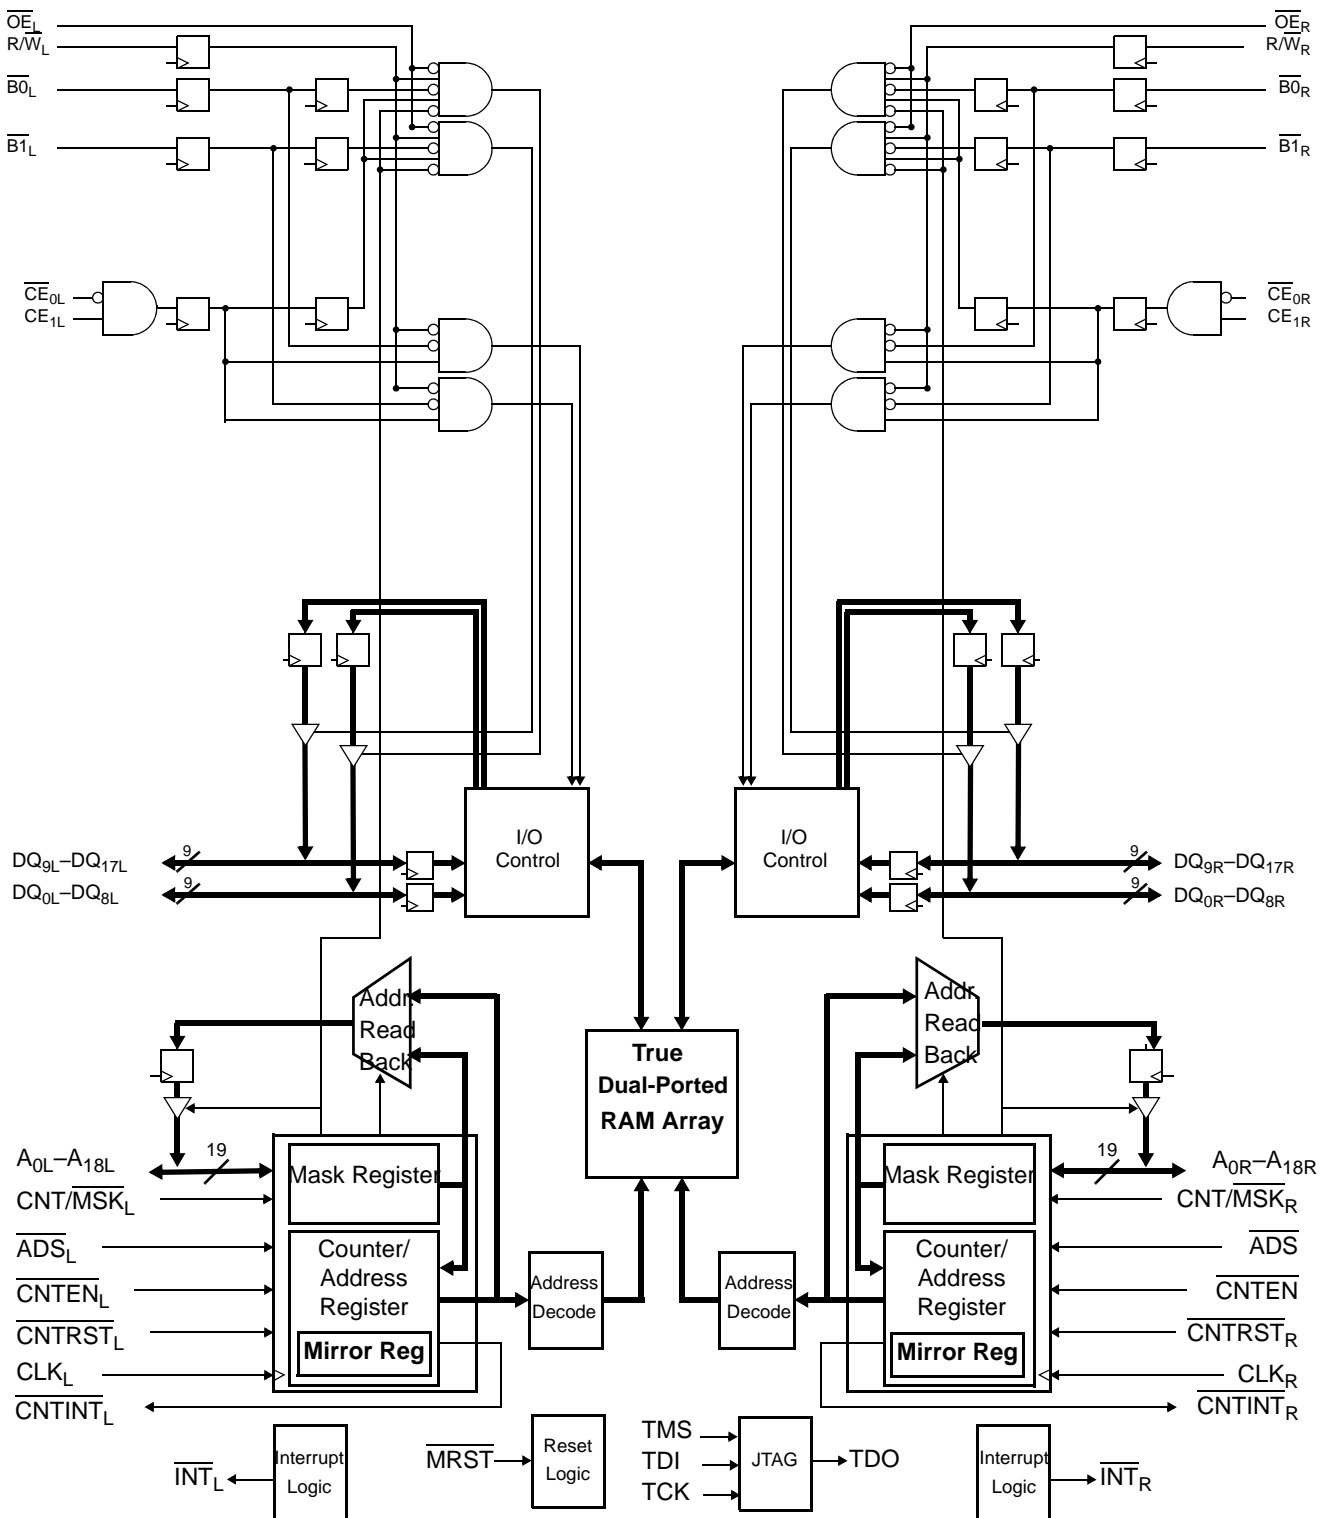 OE_L OE_R
R/W_L R/W_R
B0_L B0_R
B1_L B1_R
CE_0L CE_0R
CE_1L CE_1R
I/O
Control
I/O
Control
DQ_9L–DQ_17L 9 9 DQ_9R–DQ_17R
DQ_0L–DQ_8L 9 9 DQ_0R–DQ_8R
Addr.
Read
Back
True
Dual-Ported
RAM Array
Addr.
Read
Back
A_0L–A_18L 19 19 A_0R–A_18R
CNT/MSK_L CNT/MSK_R
ADS_L ADS
CNTEN_L CNTEN
CNTRST_L CNTRST_R
CLK_L CLK_R
CNTINT_L CNTINT_R
Mask Register
Counter/
Address
Register
Mirror Reg
Address
Decode
Address
Decode
Mask Register
Counter/
Address
Register
Mirror Reg
INT_L
Interrupt
Logic
MRST
Reset
Logic
TMS
TDI
TCK
JTAG
TDO
Interrupt
Logic
INT_R